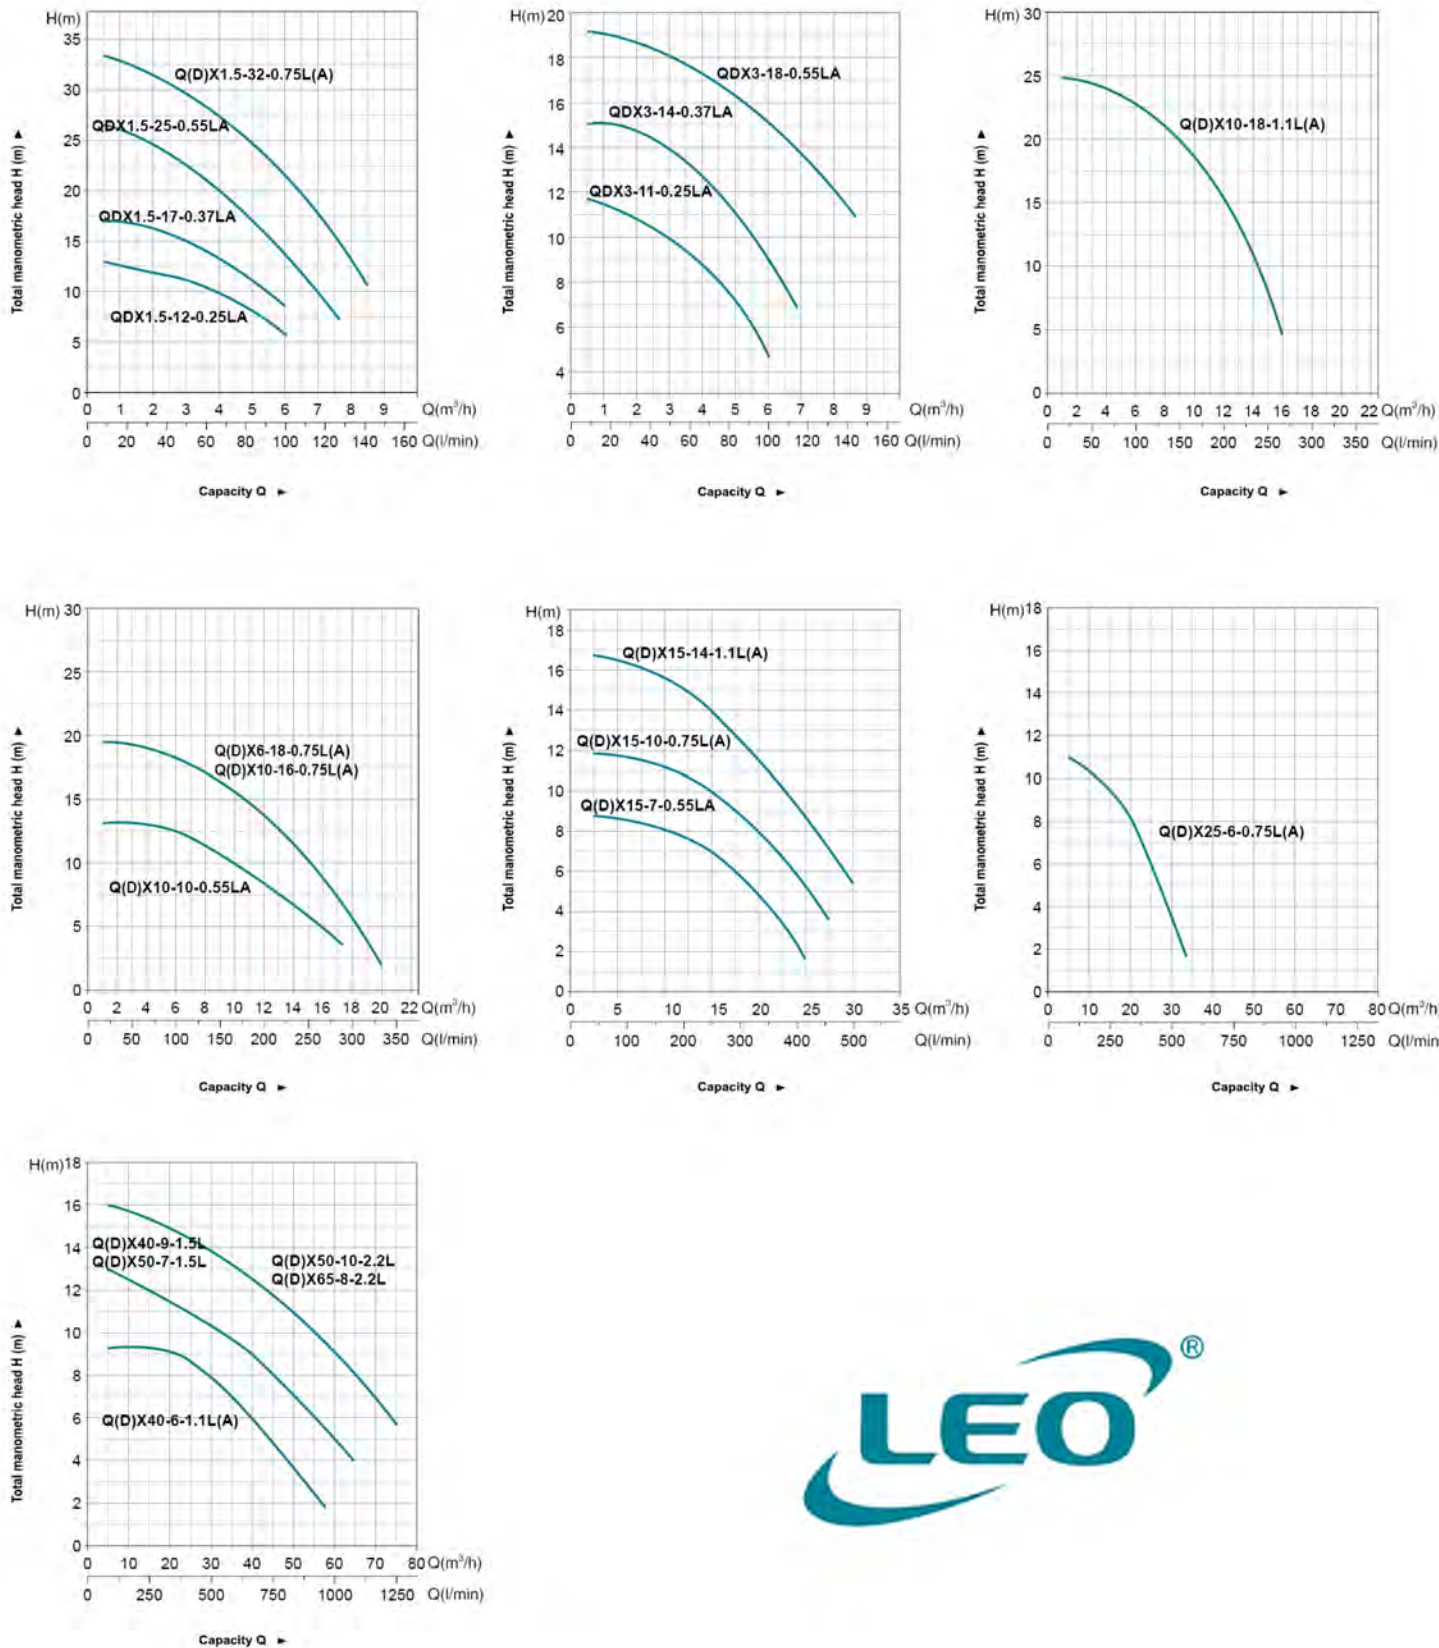 H(m)
35
30
25
20
15
10
5
0
Total manometric head H (m) ►
Q(D)X1.5-32-0.75L(A)
QDX1.5-25-0.55LA
QDX1.5-17-0.37LA
QDX1.5-12-0.25LA
0 1 2 3 4 5 6 7 8 9 Q(m³/h)
0 20 40 60 80 100 120 140 160 Q(l/min)
Capacity Q ►
H(m) 20
18
16
14
12
10
8
6
4
Total manometric head H (m) ►
QDX3-18-0.55LA
QDX3-14-0.37LA
QDX3-11-0.25LA
0 1 2 3 4 5 6 7 8 9 Q(m³/h)
0 20 40 60 80 100 120 140 160 Q(l/min)
Capacity Q ►
H(m) 30
25
20
15
10
5
0
Total manometric head H (m) ►
Q(D)X10-18-1.1L(A)
0 2 4 6 8 10 12 14 16 20 22 Q(m³/h)
0 50 100 150 200 250 300 350 Q(l/min)
Capacity Q ►
H(m) 30
25
20
15
10
5
0
Total manometric head H (m) ►
Q(D)X6-18-0.75L(A)
Q(D)X10-16-0.75L(A)
Q(D)X10-10-0.55LA
0 2 4 6 8 10 12 14 16 18 20 22 Q(m³/h)
0 50 100 150 200 250 300 350 Q(l/min)
Capacity Q ►
H(m)
18
16
14
12
10
8
6
4
2
0
Total manometric head H (m) ►
Q(D)X15-14-1.1L(A)
Q(D)X15-10-0.75L(A)
Q(D)X15-7-0.55LA
0 5 10 15 20 25 30 35 Q(m³/h)
0 100 200 300 400 500 Q(l/min)
Capacity Q ►
H(m) 18
16
14
12
10
8
6
4
2
0
Total manometric head H (m) ►
Q(D)X25-6-0.75L(A)
0 10 20 30 40 50 60 70 80 Q(m³/h)
0 250 500 750 1000 1250 Q(l/min)
Capacity Q ►
H(m) 18
16
14
12
10
8
6
4
2
0
Total manometric head H (m) ►
Q(D)X40-9-1.5L
Q(D)X50-7-1.5L
Q(D)X50-10-2.2L
Q(D)X65-8-2.2L
Q(D)X40-6-1.1L(A)
0 10 20 30 40 50 60 70 80 Q(m³/h)
0 250 500 750 1000 1250 Q(l/min)
Capacity Q ►
LEO ®